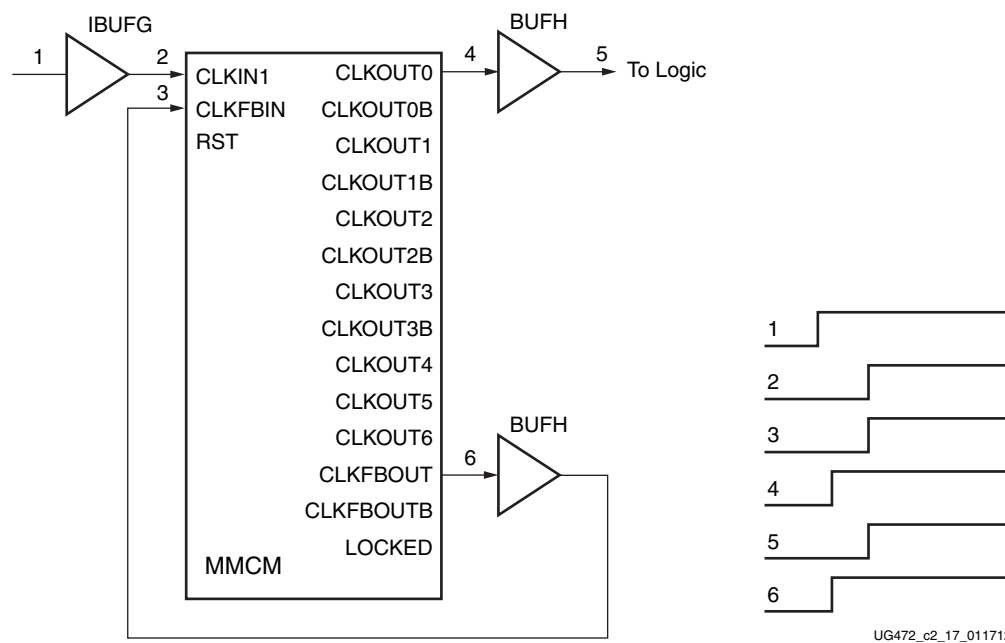 IBUFG
BUFH
1
2
4
5
To Logic
CLKIN1
CLKOUT0
3
CLKFBIN
CLKOUT0B
RST
CLKOUT1
CLKOUT1B
CLKOUT2
CLKOUT2B
CLKOUT3
CLKOUT3B
CLKOUT4
CLKOUT5
CLKOUT6
BUFH
CLKFBOUT
6
CLKFBOUTB
LOCKED
MMCM
1
2
3
4
5
6